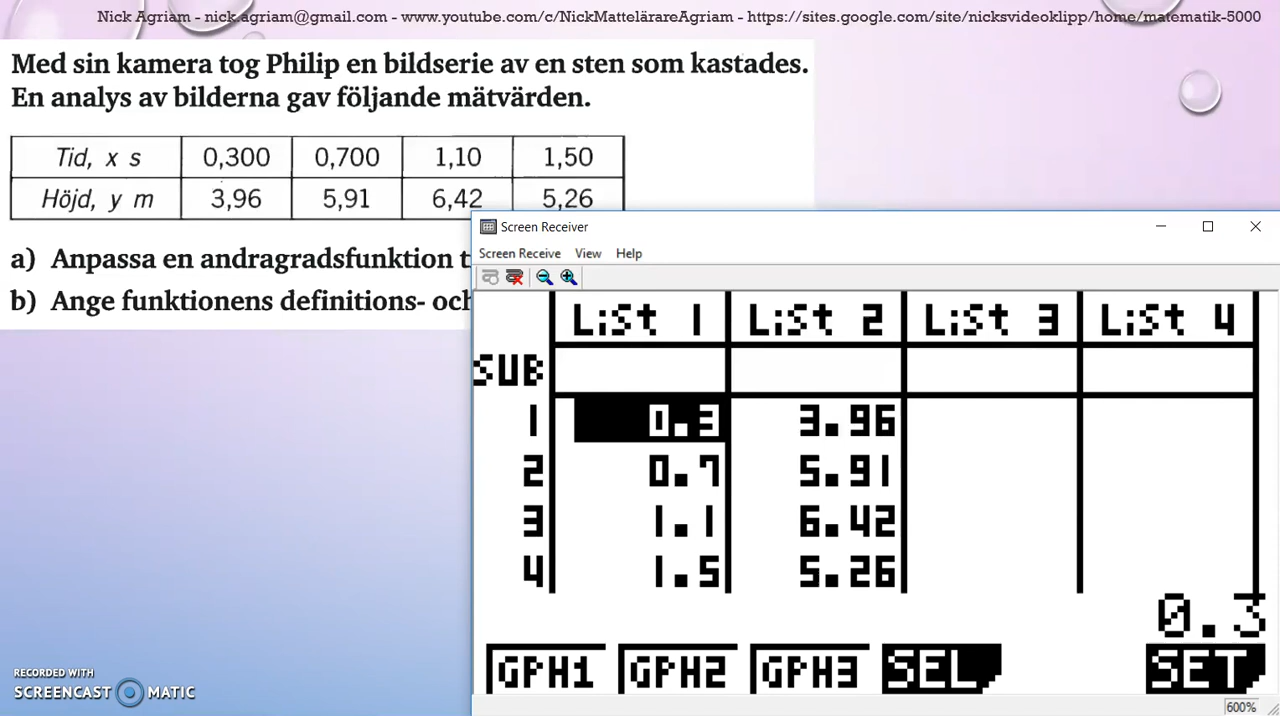 Nick Agriam - nick.agriam@gmail.com - www.youtube.com/c/NickMattelärareAgriam - https://sites.google.com/site/nicksvideoklipp/home/matematik-5000
Med sin kamera tog Philip en bildserie av en sten som kastades.
En analys av bilderna gav följande mätvärden.
Tid, x s 0,300 0,700 1,10 1,50
Höjd, y m 3,96 5,91 6,42 5,26
a) Anpassa en andragradsfunktion
b) Ange funktionens definitions- och
Screen Receiver
Screen Receive View Help
List 1 List 2 List 3 List 4
SUB
1 0.3 3.96
2 0.7 5.91
3 1.1 6.42
4 1.5 5.26
0.3
GPH1 GPH2 GPH3 SEL SET
600%
RECORDED WITH
SCREENCAST MATIC